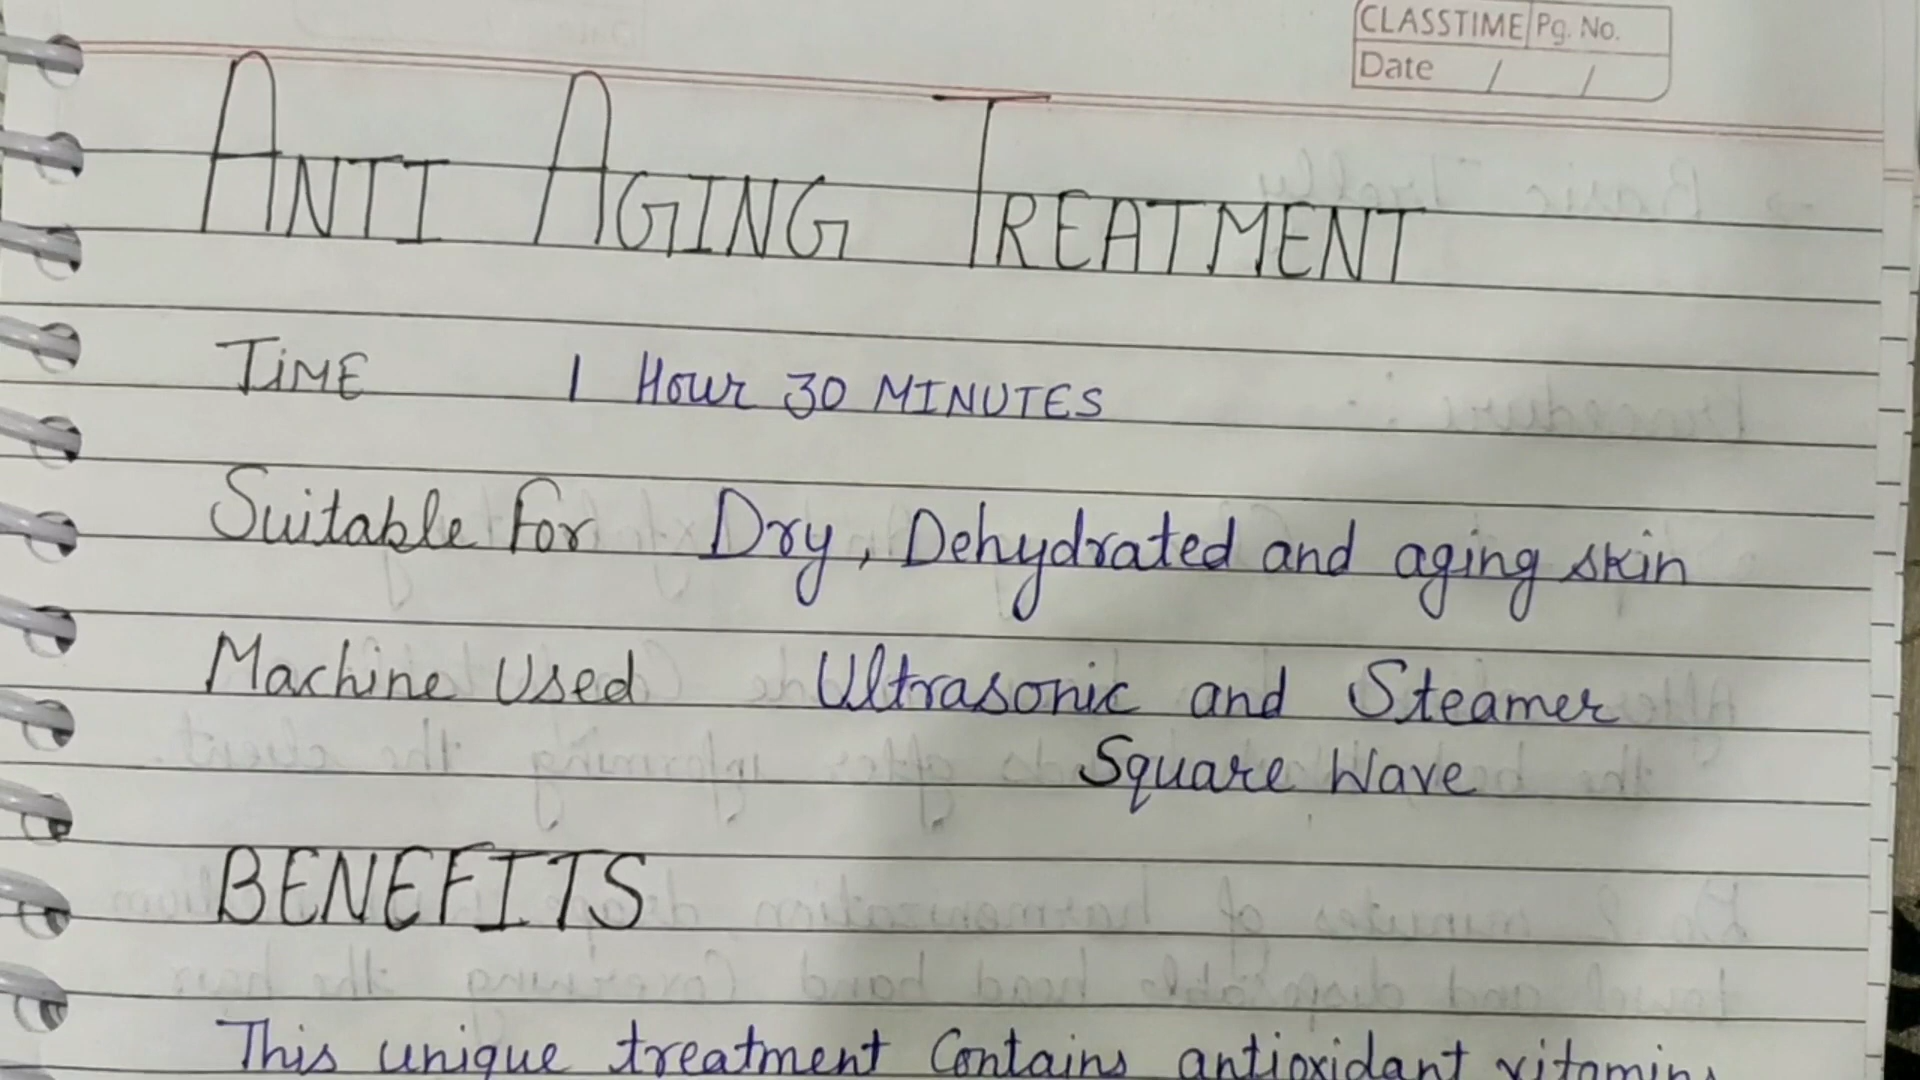 CLASSTIME Pg. No.
Date / /
ANTI AGING TREATMENT
TIME 1 Hour 30 MINUTES
Suitable For Dry, Dehydrated and aging skin
Machine Used Ultrasonic and Steamer
Square Wave
BENEFITS
This unique treatment Contains antioxidant vitamins